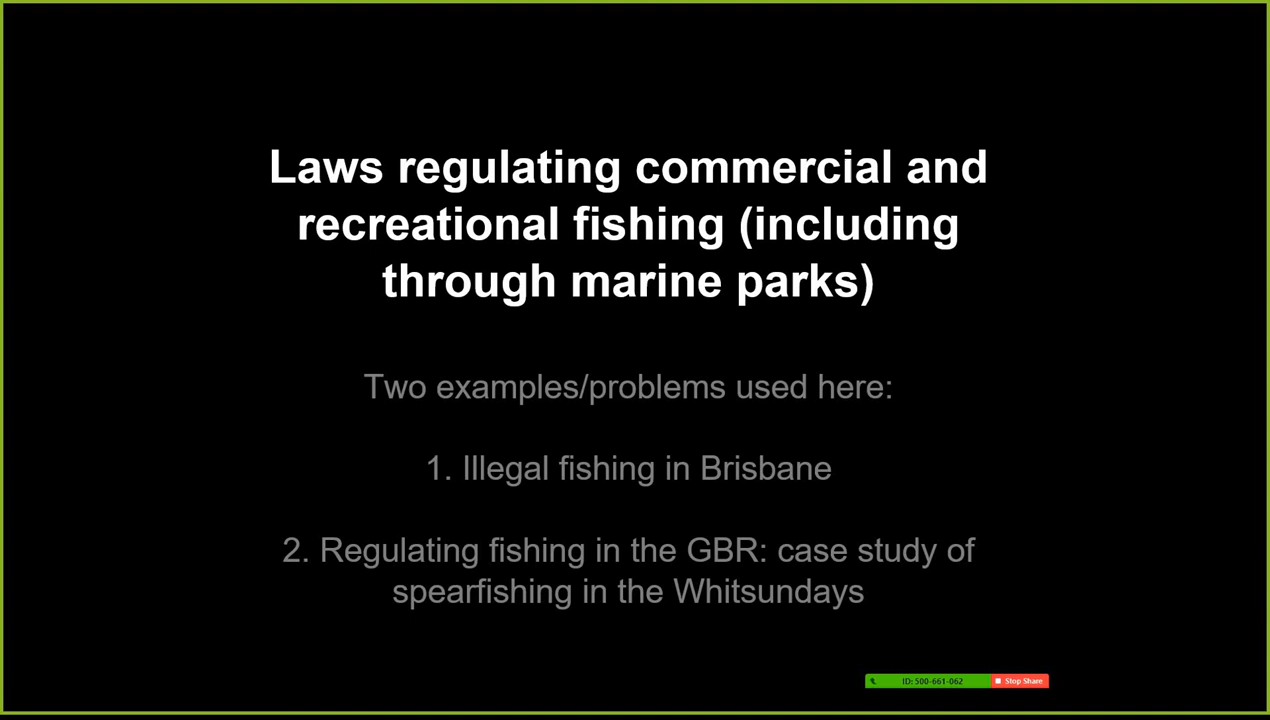 Laws regulating commercial and
recreational fishing (including
through marine parks)
Two examples/problems used here:
1. Illegal fishing in Brisbane
2. Regulating fishing in the GBR: case study of
spearfishing in the Whitsundays
ID: 500-661-062 Stop Share